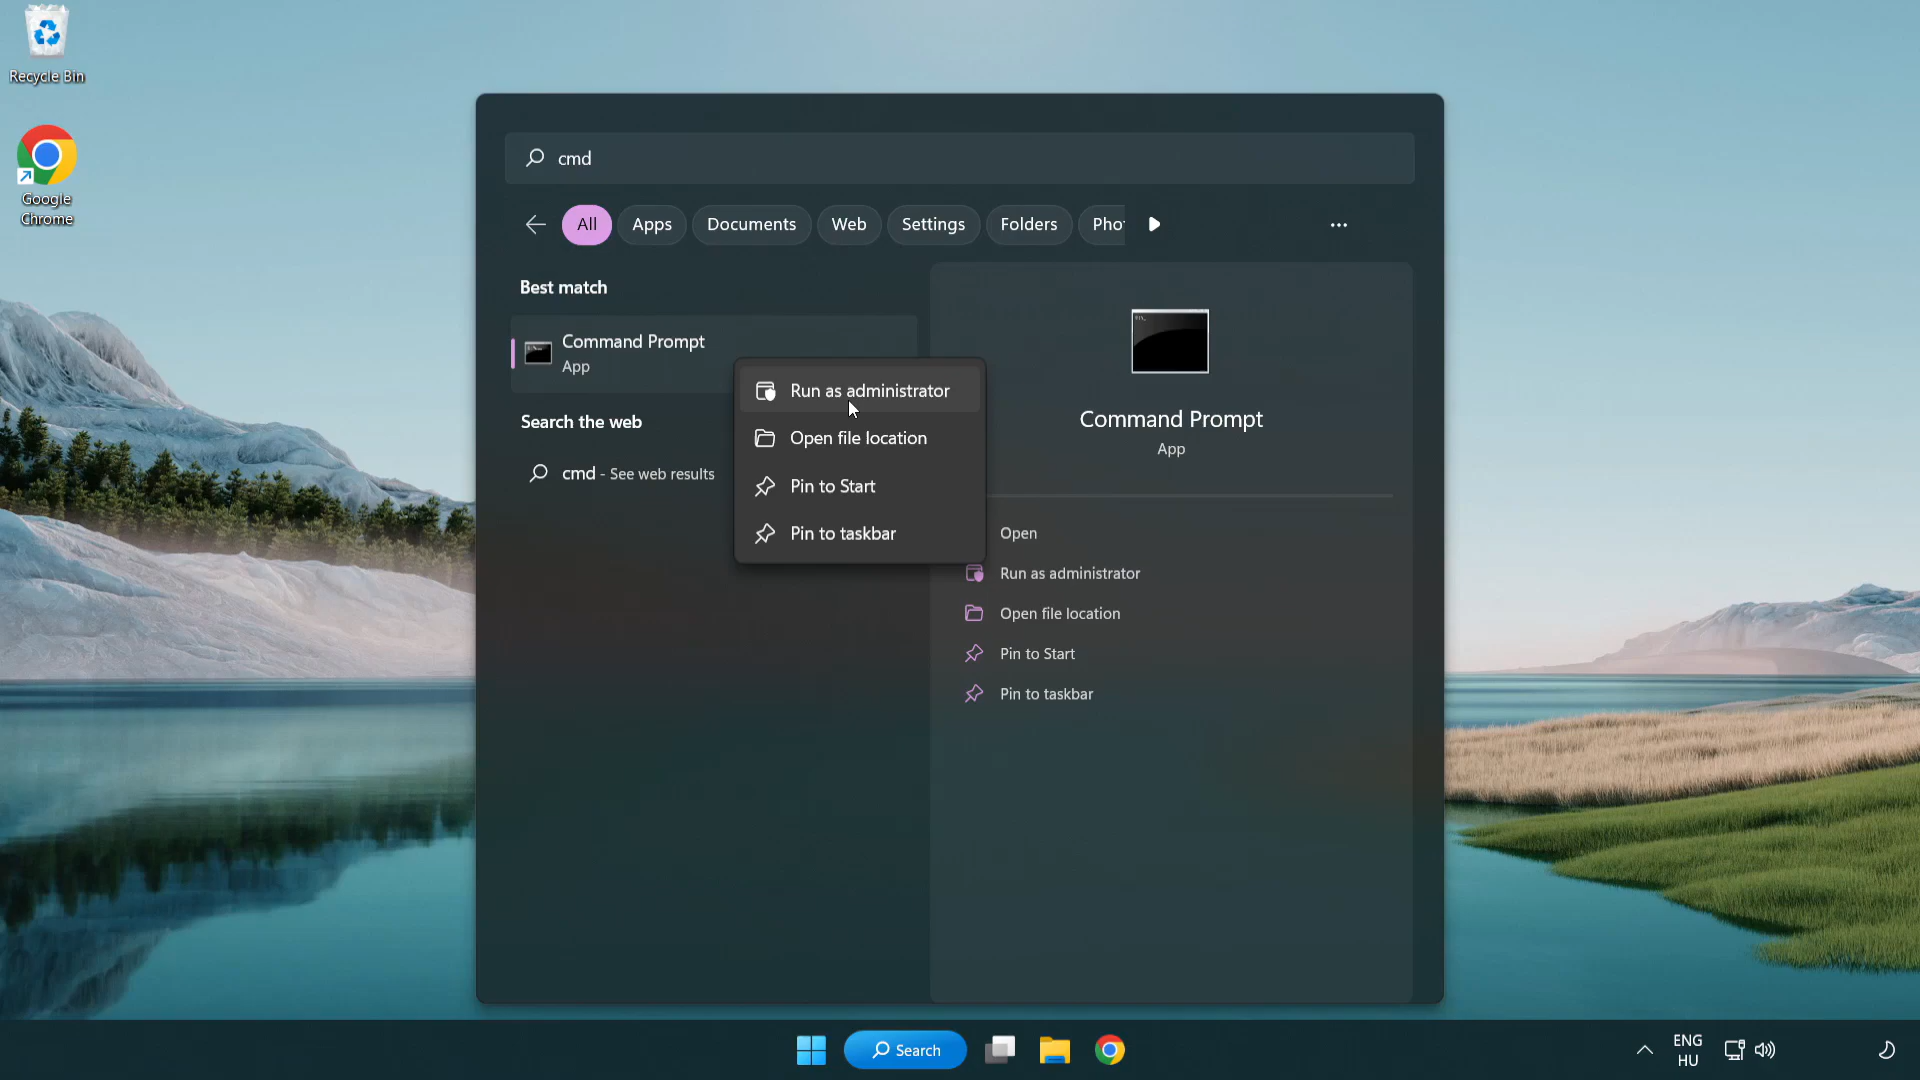 Recycle Bin
Google
Chrome
cmd
All
Apps
Documents
Web
Settings
Folders
Pho
Best match
Command Prompt
App
Search the web
cmd - See web results
Run as administrator
Open file location
Pin to Start
Pin to taskbar
Command Prompt
App
Open
Run as administrator
Open file location
Pin to Start
Pin to taskbar
Search
ENG
HU